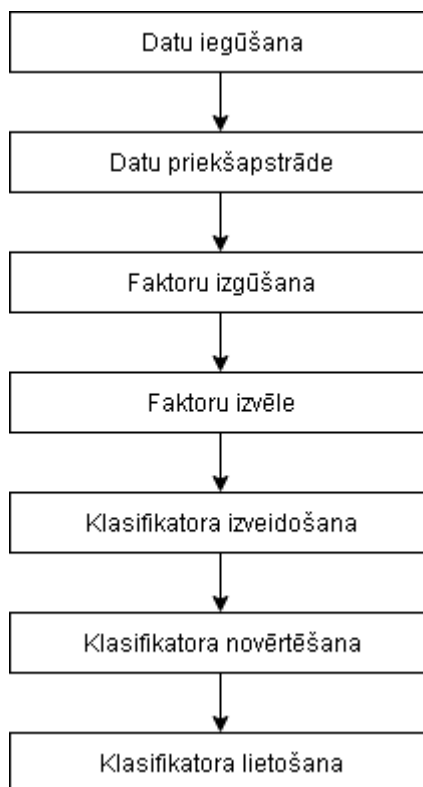 Datu iegūšana
Datu priekšapstrāde
Faktoru izgūšana
Faktoru izvēle
Klasifikatora izveidošana
Klasifikatora novērtēšana
Klasifikatora lietošana